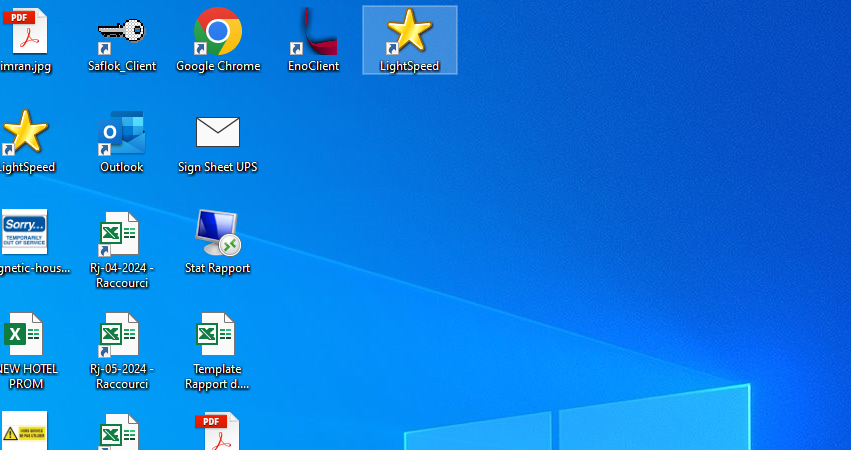 PDF
imran.jpg
Saflok_Client
Google Chrome
EnoClient
LightSpeed
LightSpeed
Outlook
Sign Sheet UPS
Sorry...
TEMPORARILY
OUT OF SERVICE
gnetic-hous...
Rj-04-2024 -
Raccourci
Stat Rapport
NEW HOTEL
PROM
Rj-05-2024 -
Raccourci
Template
Rapport d....
PDF